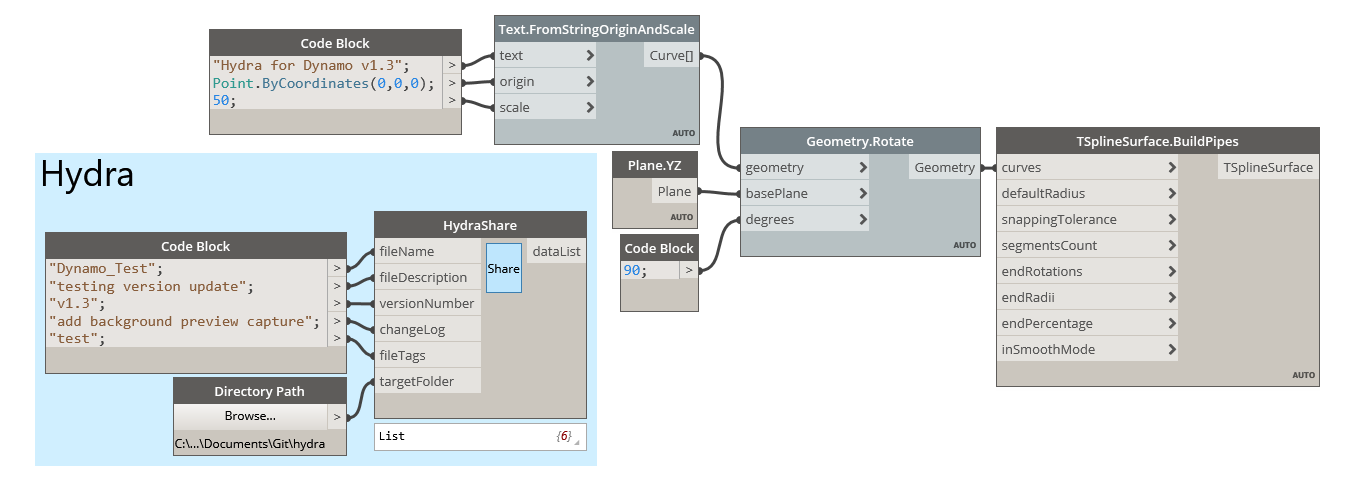 Code Block
"Hydra for Dynamo v1.3"; >
Point.ByCoordinates(0,0,0); >
50; >
Text.FromStringOriginAndScale
text > Curve[]
origin >
scale >
AUTO
Plane.YZ
Plane
AUTO
Code Block
90; >
Geometry.Rotate
geometry > Geometry
basePlane >
degrees >
AUTO
TSplineSurface.BuildPipes
curves > TSplineSurface
defaultRadius >
snappingTolerance >
segmentsCount >
endRotations >
endRadii >
endPercentage >
inSmoothMode >
AUTO
Hydra
Code Block
"Dynamo_Test"; >
"testing version update"; >
"v1.3"; >
"add background preview capture"; >
"test"; >
Directory Path
Browse... >
C:\...\Documents\Git\hydra
HydraShare
fileName Share dataList
fileDescription
versionNumber
changeLog
fileTags
targetFolder
List {6}